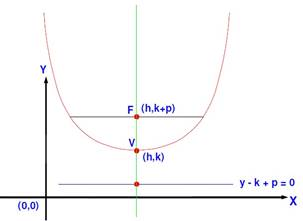 Y
F (h,k+p)
V
(h,k)
y - k + p = 0
(0,0)
X